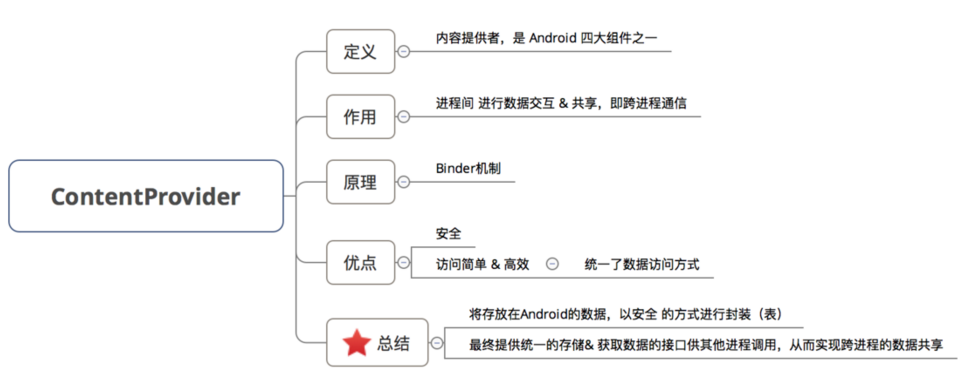 ContentProvider
定义
内容提供者，是 Android 四大组件之一
作用
进程间 进行数据交互 & 共享，即跨进程通信
原理
Binder机制
优点
安全
访问简单 & 高效
统一了数据访问方式
总结
将存放在Android的数据，以安全 的方式进行封装（表）
最终提供统一的存储& 获取数据的接口供其他进程调用，从而实现跨进程的数据共享